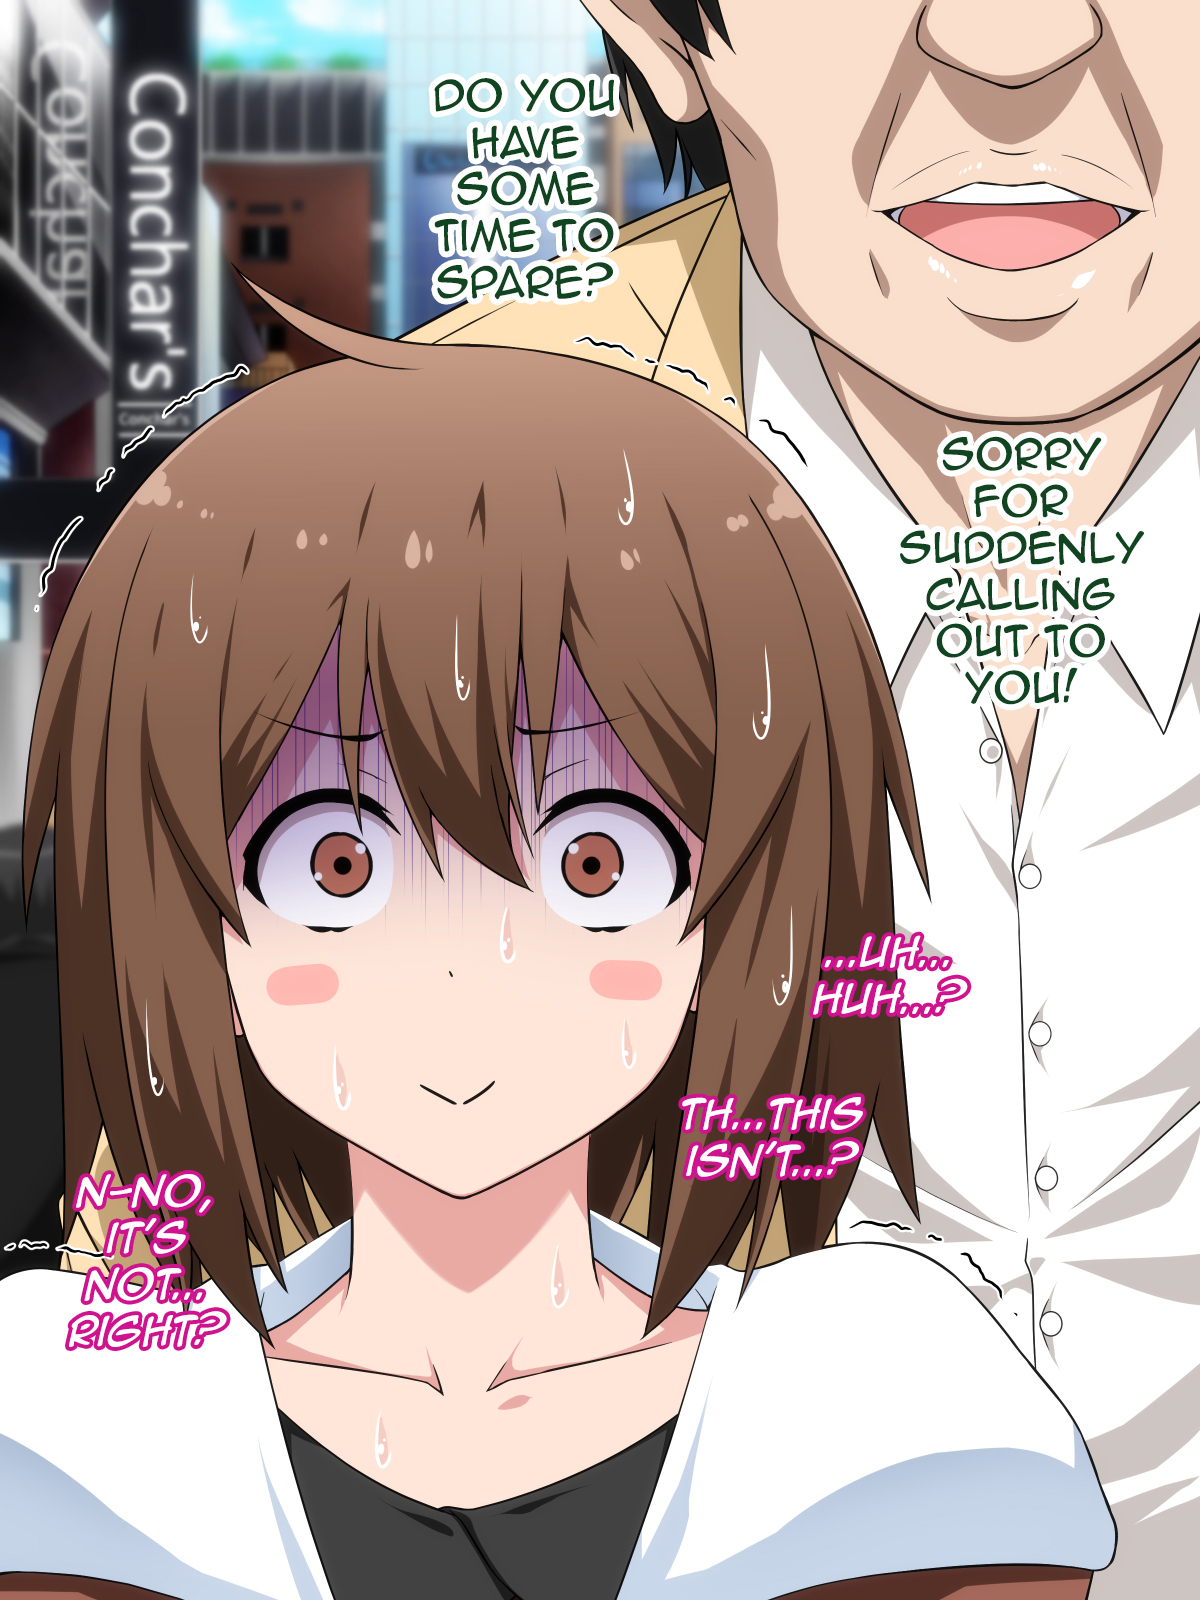 Conchar's
Conchar's
DO YOU
HAVE
SOME
TIME TO
SPARE?
SORRY
FOR
SUDDENLY
CALLING
OUT TO
YOU!
...UH...
HUH...?
TH...THIS
ISN'T...?
N-NO,
IT'S
NOT...
RIGHT?